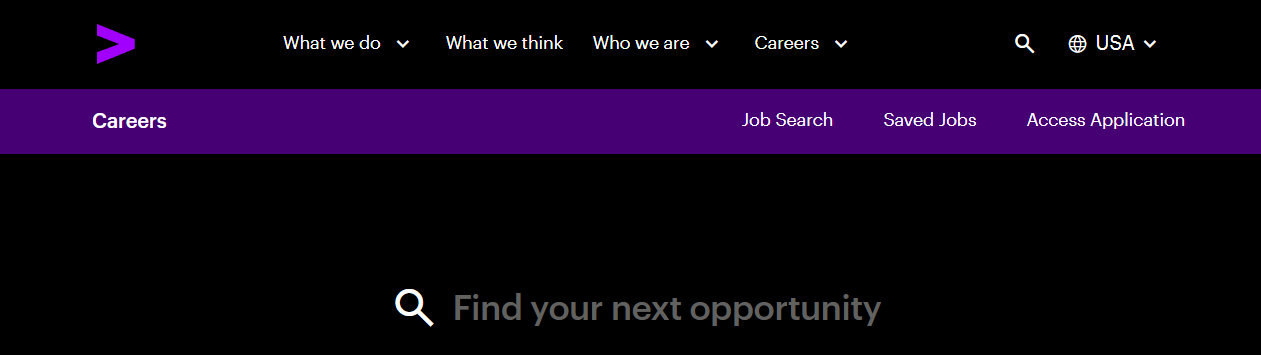 What we do What we think Who we are Careers USA
Careers Job Search Saved Jobs Access Application
Find your next opportunity